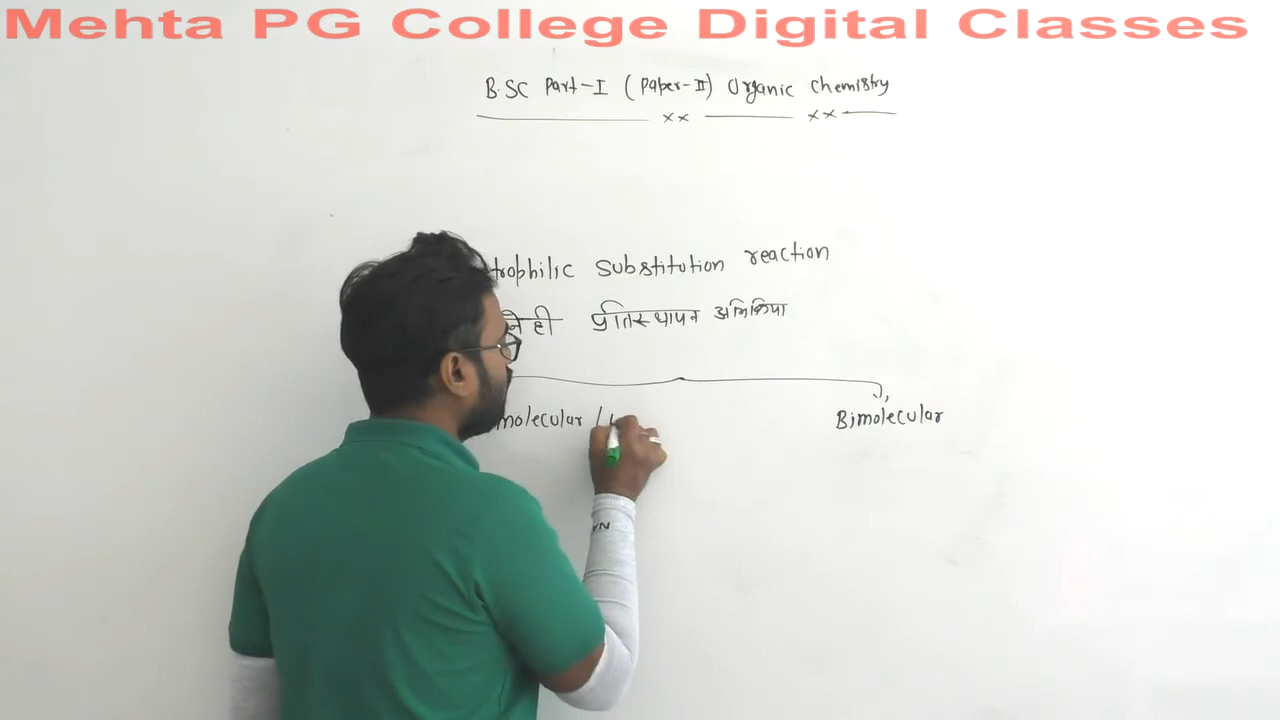 Mehta PG College Digital Classes
B.SC Part-I (Paper-II) Organic Chemistry
xx xx
trophilic Substitution reaction
ही प्रतिस्थापन अभिक्रिया
molecular / Bimolecular